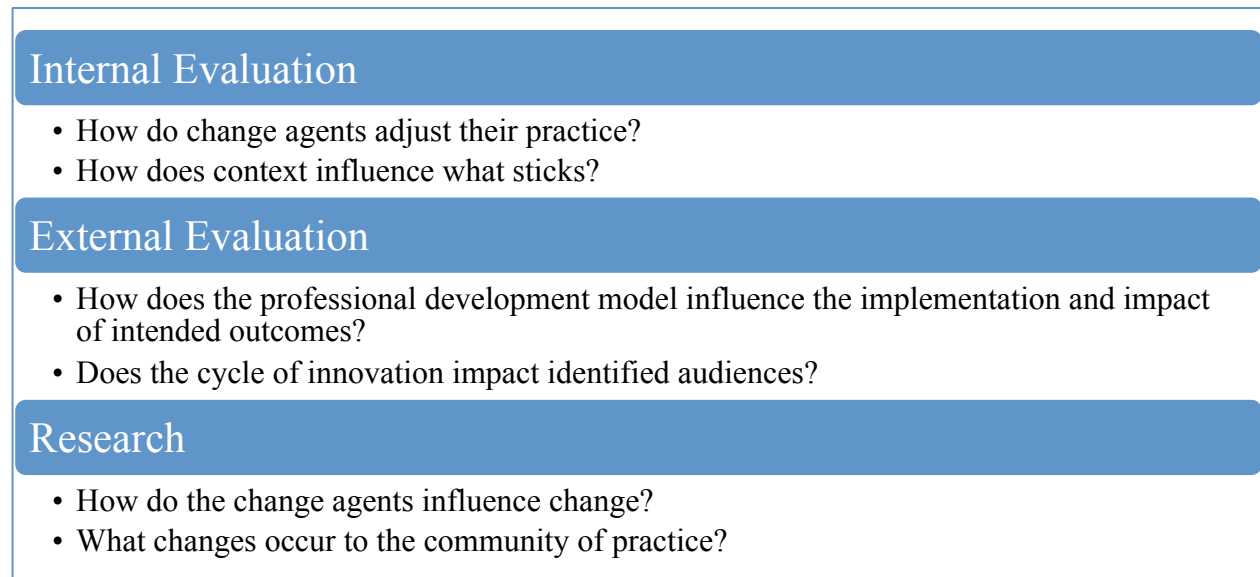 Internal Evaluation
• How do change agents adjust their practice?
• How does context influence what sticks?
External Evaluation
• How does the professional development model influence the implementation and impact
of intended outcomes?
• Does the cycle of innovation impact identified audiences?
Research
• How do the change agents influence change?
• What changes occur to the community of practice?